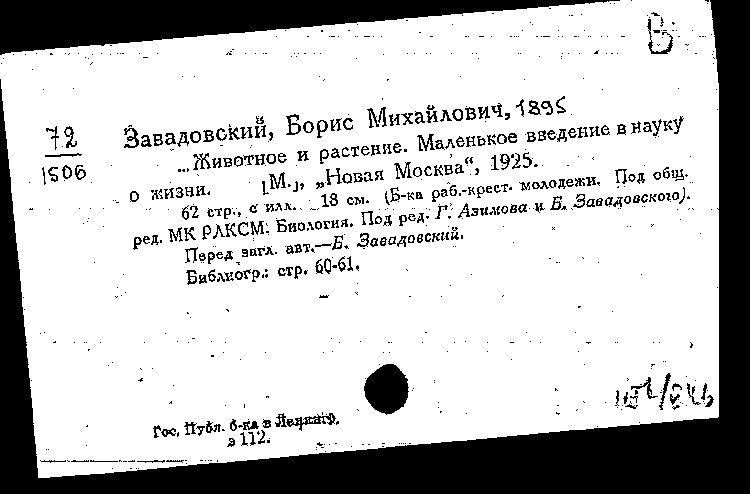 В
72
1506
Завадовский, Борис Михайлович, 1895
...Животное и растение. Маленькое введение в науку
о жизни. [М.], „Новая Москва“, 1925.
62 стр., с илл. 18 см. (Б-ка раб.-крест. молодежи. Под общ.
ред. МК РЛКСМ: Биология. Под ред. Г. Азимова и Б. Завадовского).
Перед загл. авт.—Б. Завадовский.
Библиогр.: стр. 60-61.
Гос. Публ. б-ка в Ленингр.
э 112.